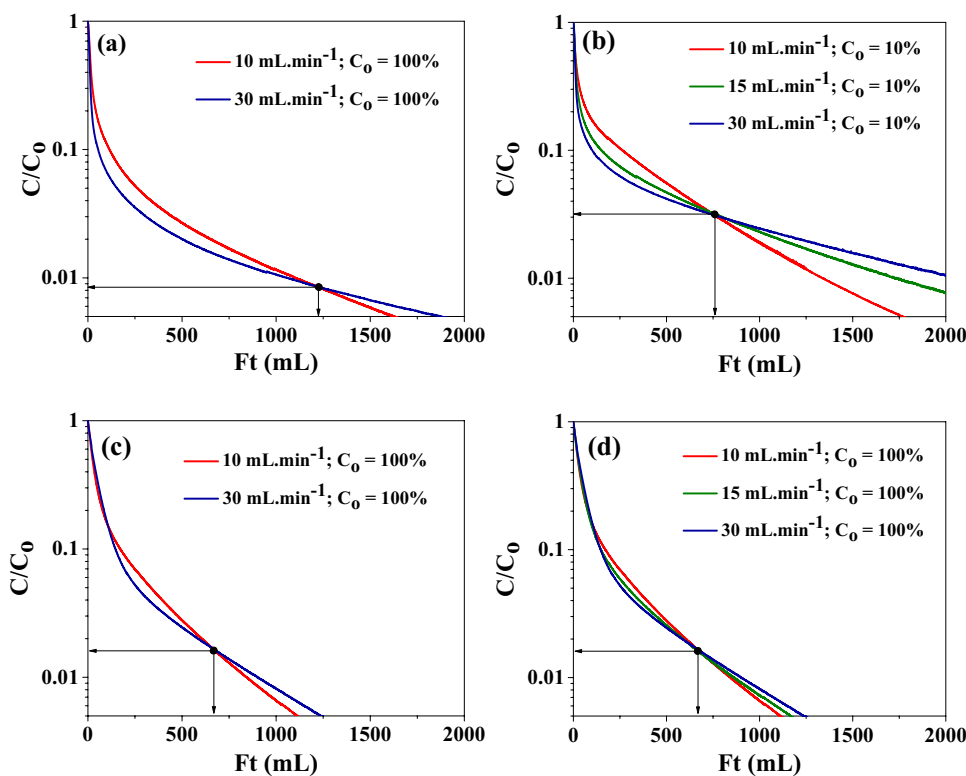 (a)
10 mL.min⁻¹; Cₒ = 100%
30 mL.min⁻¹; Cₒ = 100%
1
0.1
0.01
C/Cₒ
0 500 1000 1500 2000
Ft (mL)
(b)
10 mL.min⁻¹; Cₒ = 10%
15 mL.min⁻¹; Cₒ = 10%
30 mL.min⁻¹; Cₒ = 10%
1
0.1
0.01
C/Cₒ
0 500 1000 1500 2000
Ft (mL)
(c)
10 mL.min⁻¹; Cₒ = 100%
30 mL.min⁻¹; Cₒ = 100%
1
0.1
0.01
C/Cₒ
0 500 1000 1500 2000
Ft (mL)
(d)
10 mL.min⁻¹; Cₒ = 100%
15 mL.min⁻¹; Cₒ = 100%
30 mL.min⁻¹; Cₒ = 100%
1
0.1
0.01
C/Cₒ
0 500 1000 1500 2000
Ft (mL)